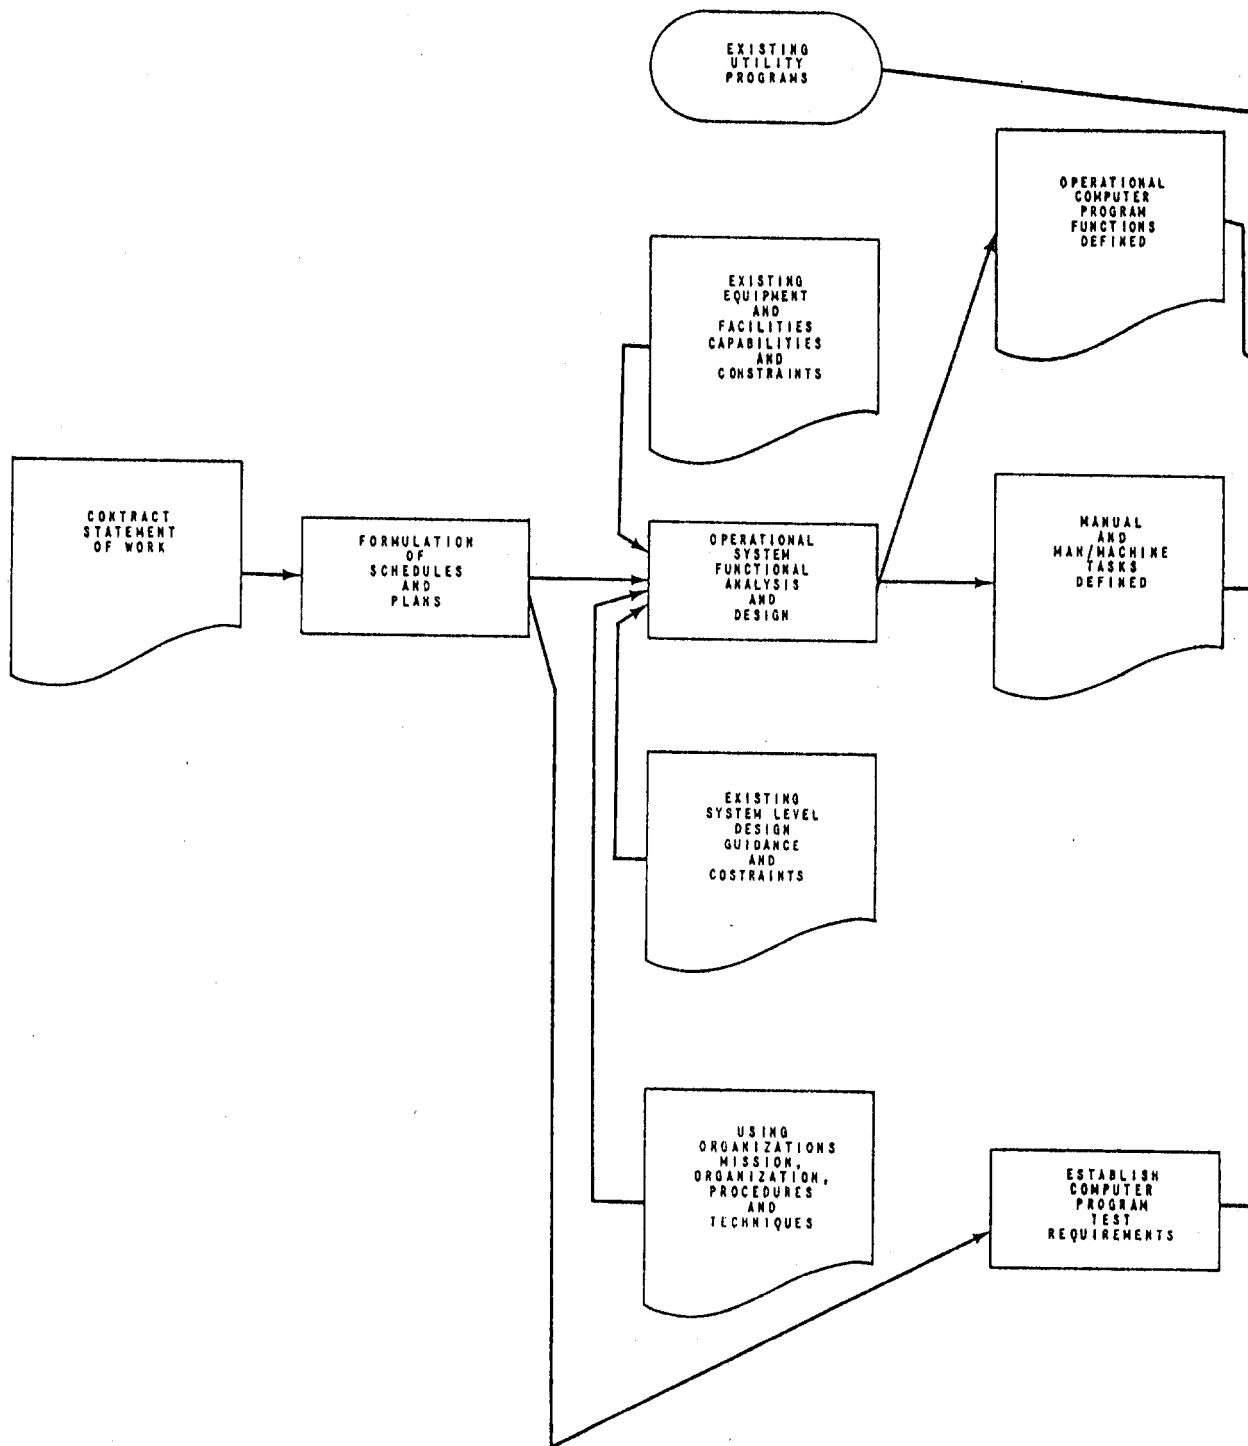 EXISTING
UTILITY
PROGRAMS
OPERATIONAL
COMPUTER
PROGRAM
FUNCTIONS
DEFINED
EXISTING
EQUIPMENT
AND
FACILITIES
CAPABILITIES
AND
CONSTRAINTS
CONTRACT
STATEMENT
OF WORK
FORMULATION
OF
SCHEDULES
AND
PLANS
OPERATIONAL
SYSTEM
FUNCTIONAL
ANALYSIS
AND
DESIGN
MANUAL
AND
MAN/MACHINE
TASKS
DEFINED
EXISTING
SYSTEM LEVEL
DESIGN
GUIDANCE
AND
COSTRAINTS
USING
ORGANIZATIONS
MISSION,
ORGANIZATION,
PROCEDURES
AND
TECHNIQUES
ESTABLISH
COMPUTER
PROGRAM
TEST
REQUIREMENTS